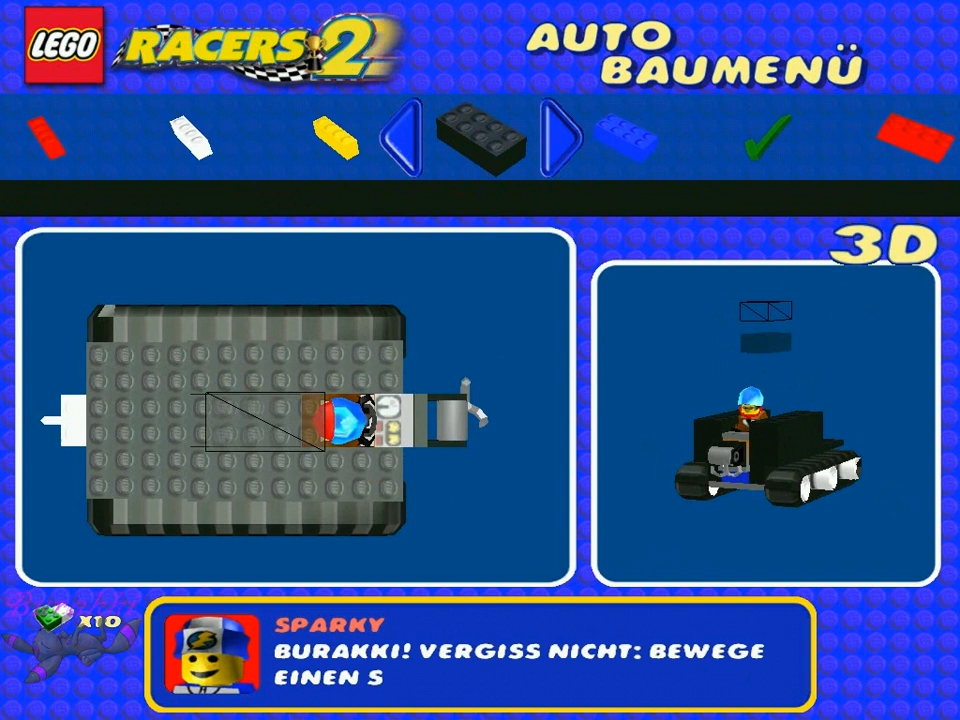 LEGO RACERS 2
AUTO
BAUMENÜ
3D
X10
SPARKY
BURAKKI! VERGISS NICHT: BEWEGE
EINEN S